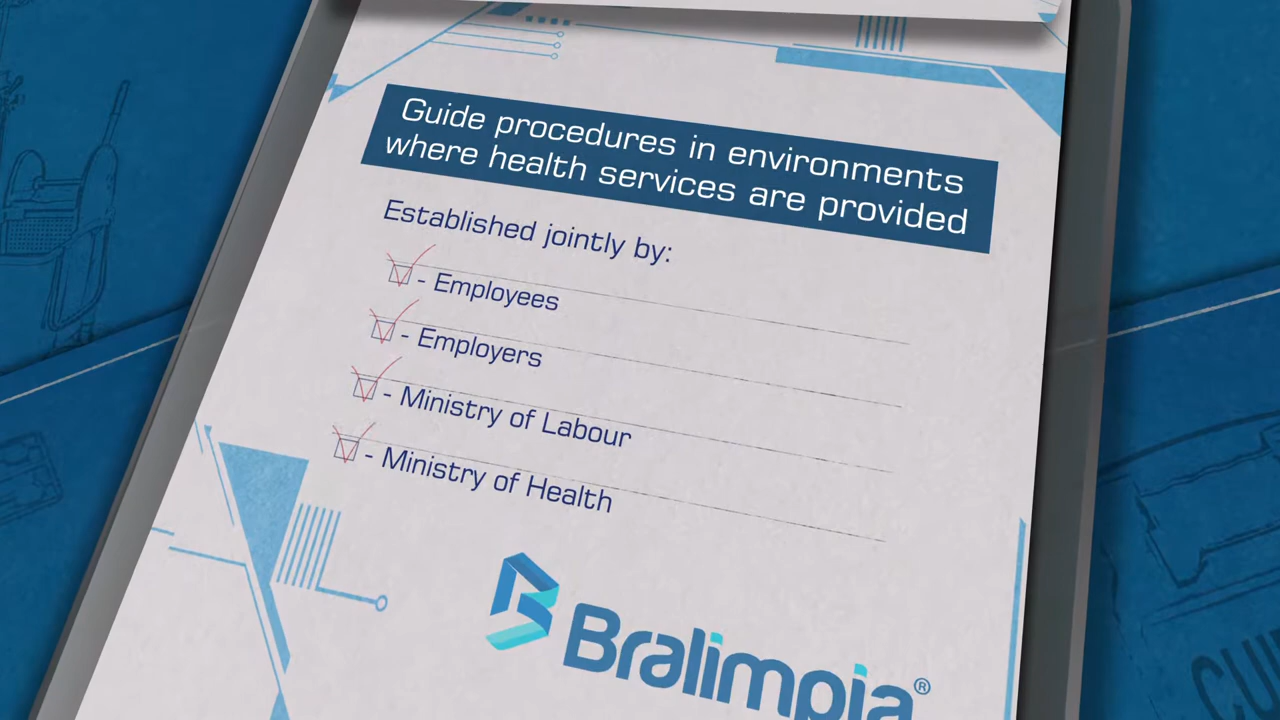 Guide procedures in environments
where health services are provided
Established jointly by:
- Employees
- Employers
- Ministry of Labour
- Ministry of Health
Bralimpia®